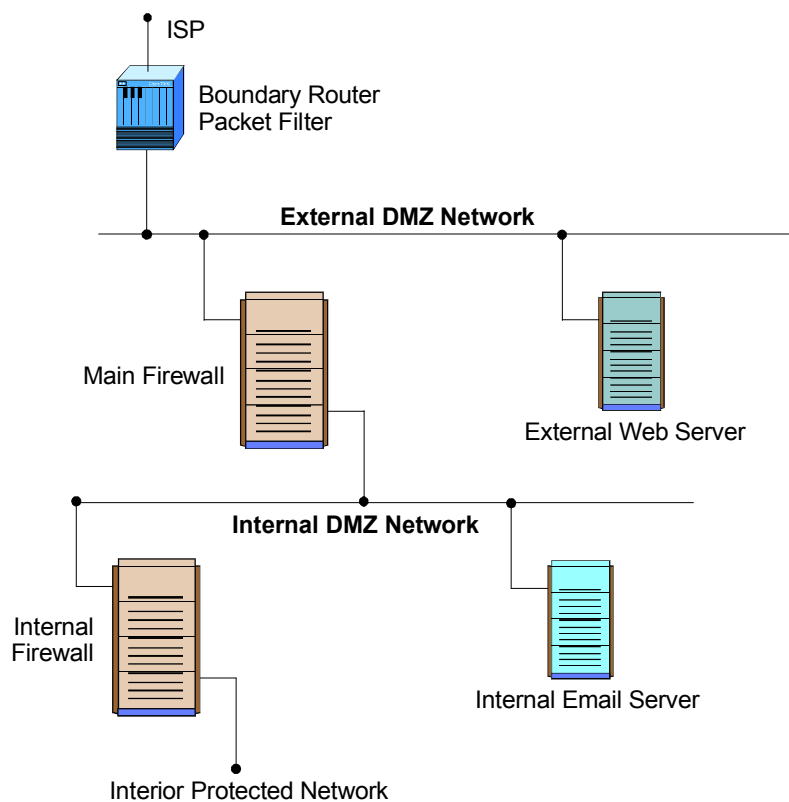 ISP
Boundary Router
Packet Filter
External DMZ Network
Main Firewall
External Web Server
Internal DMZ Network
Internal
Firewall
Internal Email Server
Interior Protected Network